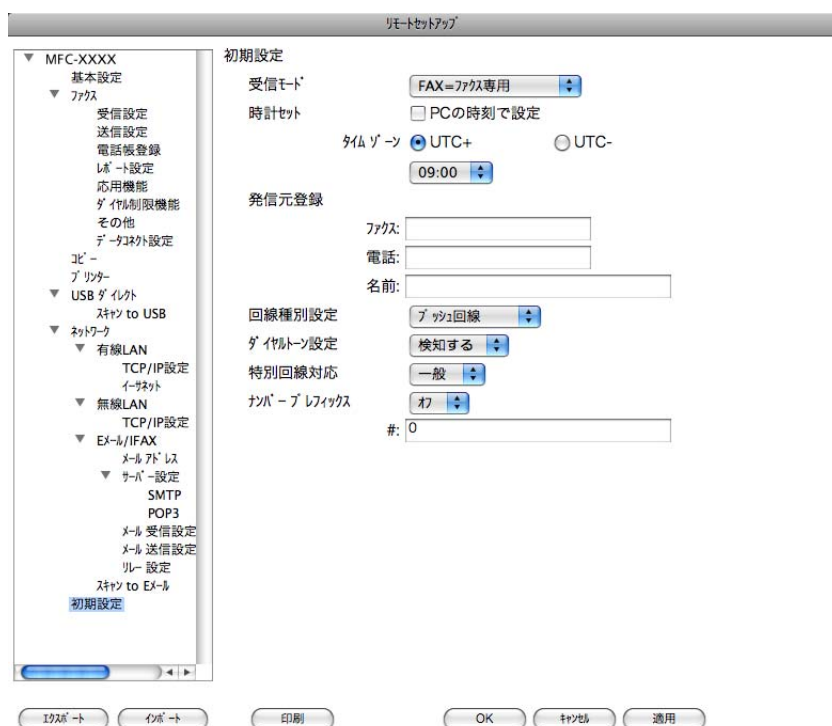 ﾘﾓｰﾄｾｯﾄｱｯﾌﾟ
MFC-XXXX
基本設定
ﾌｧｸｽ
受信設定
送信設定
電話帳登録
ﾚﾎﾟｰﾄ設定
応用機能
ﾀﾞｲﾔﾙ制限機能
その他
ﾃﾞｰﾀｺﾈｸﾄ設定
ｺﾋﾟｰ
ﾌﾟﾘﾝﾀｰ
USB ﾀﾞｲﾚｸﾄ
ｽｷｬﾝ to USB
ﾈｯﾄﾜｰｸ
有線LAN
TCP/IP設定
ｲｰｻﾈｯﾄ
無線LAN
TCP/IP設定
Eﾒｰﾙ/IFAX
ﾒｰﾙ ｱﾄﾞﾚｽ
ｻｰﾊﾞｰ設定
SMTP
POP3
ﾒｰﾙ 受信設定
ﾒｰﾙ 送信設定
ﾘﾚｰ 設定
ｽｷｬﾝ to Eﾒｰﾙ
初期設定
初期設定
受信ﾓｰﾄﾞ FAX=ﾌｧｸｽ専用
時計ｾｯﾄ PCの時刻で設定
ﾀｲﾑ ｿﾞｰﾝ UTC+ UTC-
09:00
発信元登録
ﾌｧｸｽ:
電話:
名前:
回線種別設定 ﾌﾟｯｼｭ回線
ﾀﾞｲﾔﾙﾄｰﾝ設定 検知する
特別回線対応 一般
ﾅﾝﾊﾞｰ ﾌﾟﾚﾌｨｯｸｽ ｵﾌ
#: 0
ｴｸｽﾎﾟｰﾄ ｲﾝﾎﾟｰﾄ 印刷 OK ｷｬﾝｾﾙ 適用